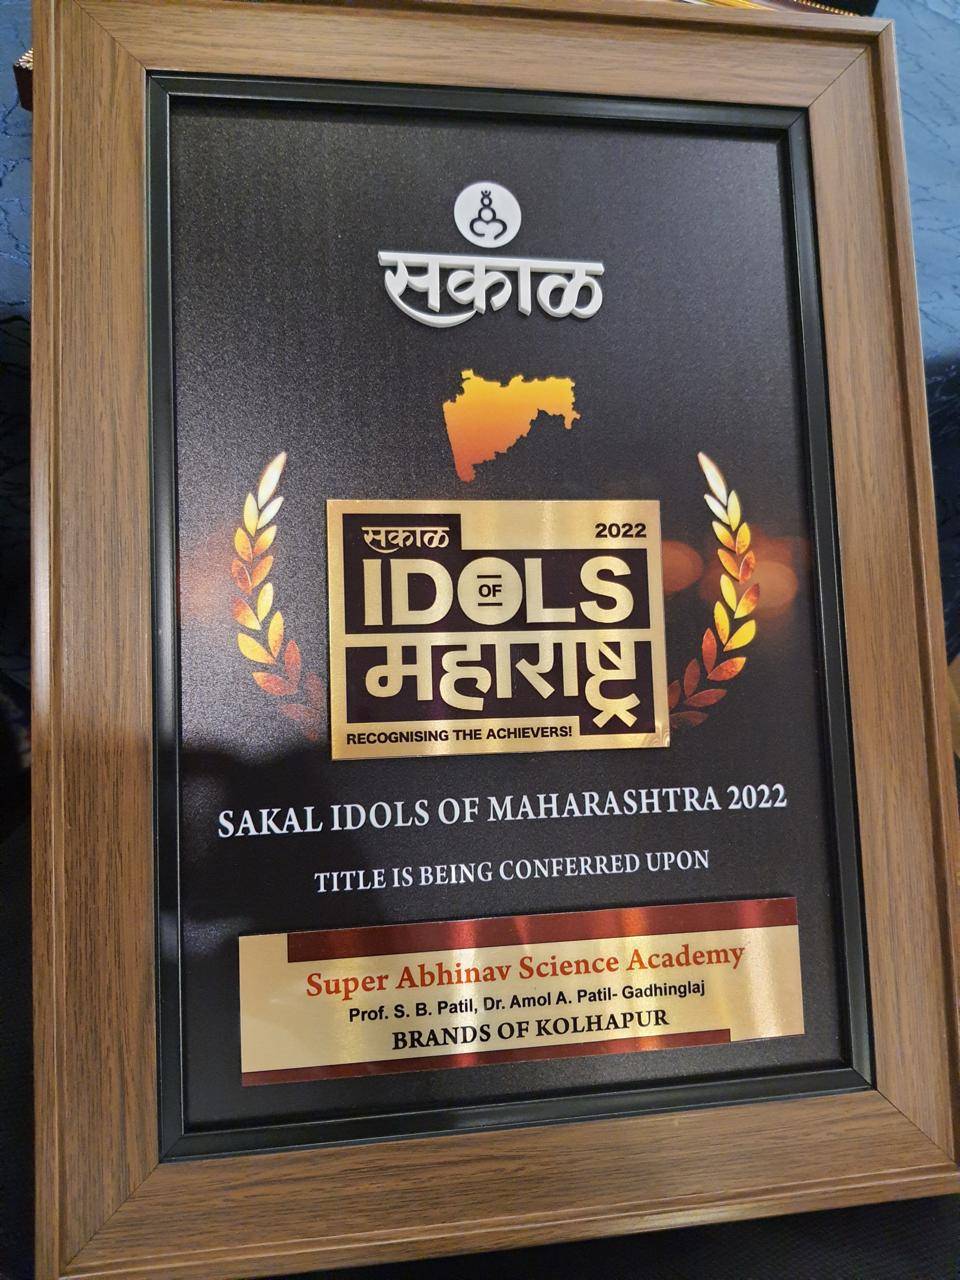 सकाळ
सकाळ 2022
IDOLS
OF
महाराष्ट्र
RECOGNISING THE ACHIEVERS!
SAKAL IDOLS OF MAHARASHTRA 2022
TITLE IS BEING CONFERRED UPON
Super Abhinav Science Academy
Prof. S. B. Patil, Dr. Amol A. Patil- Gadhinglaj
BRANDS OF KOLHAPUR